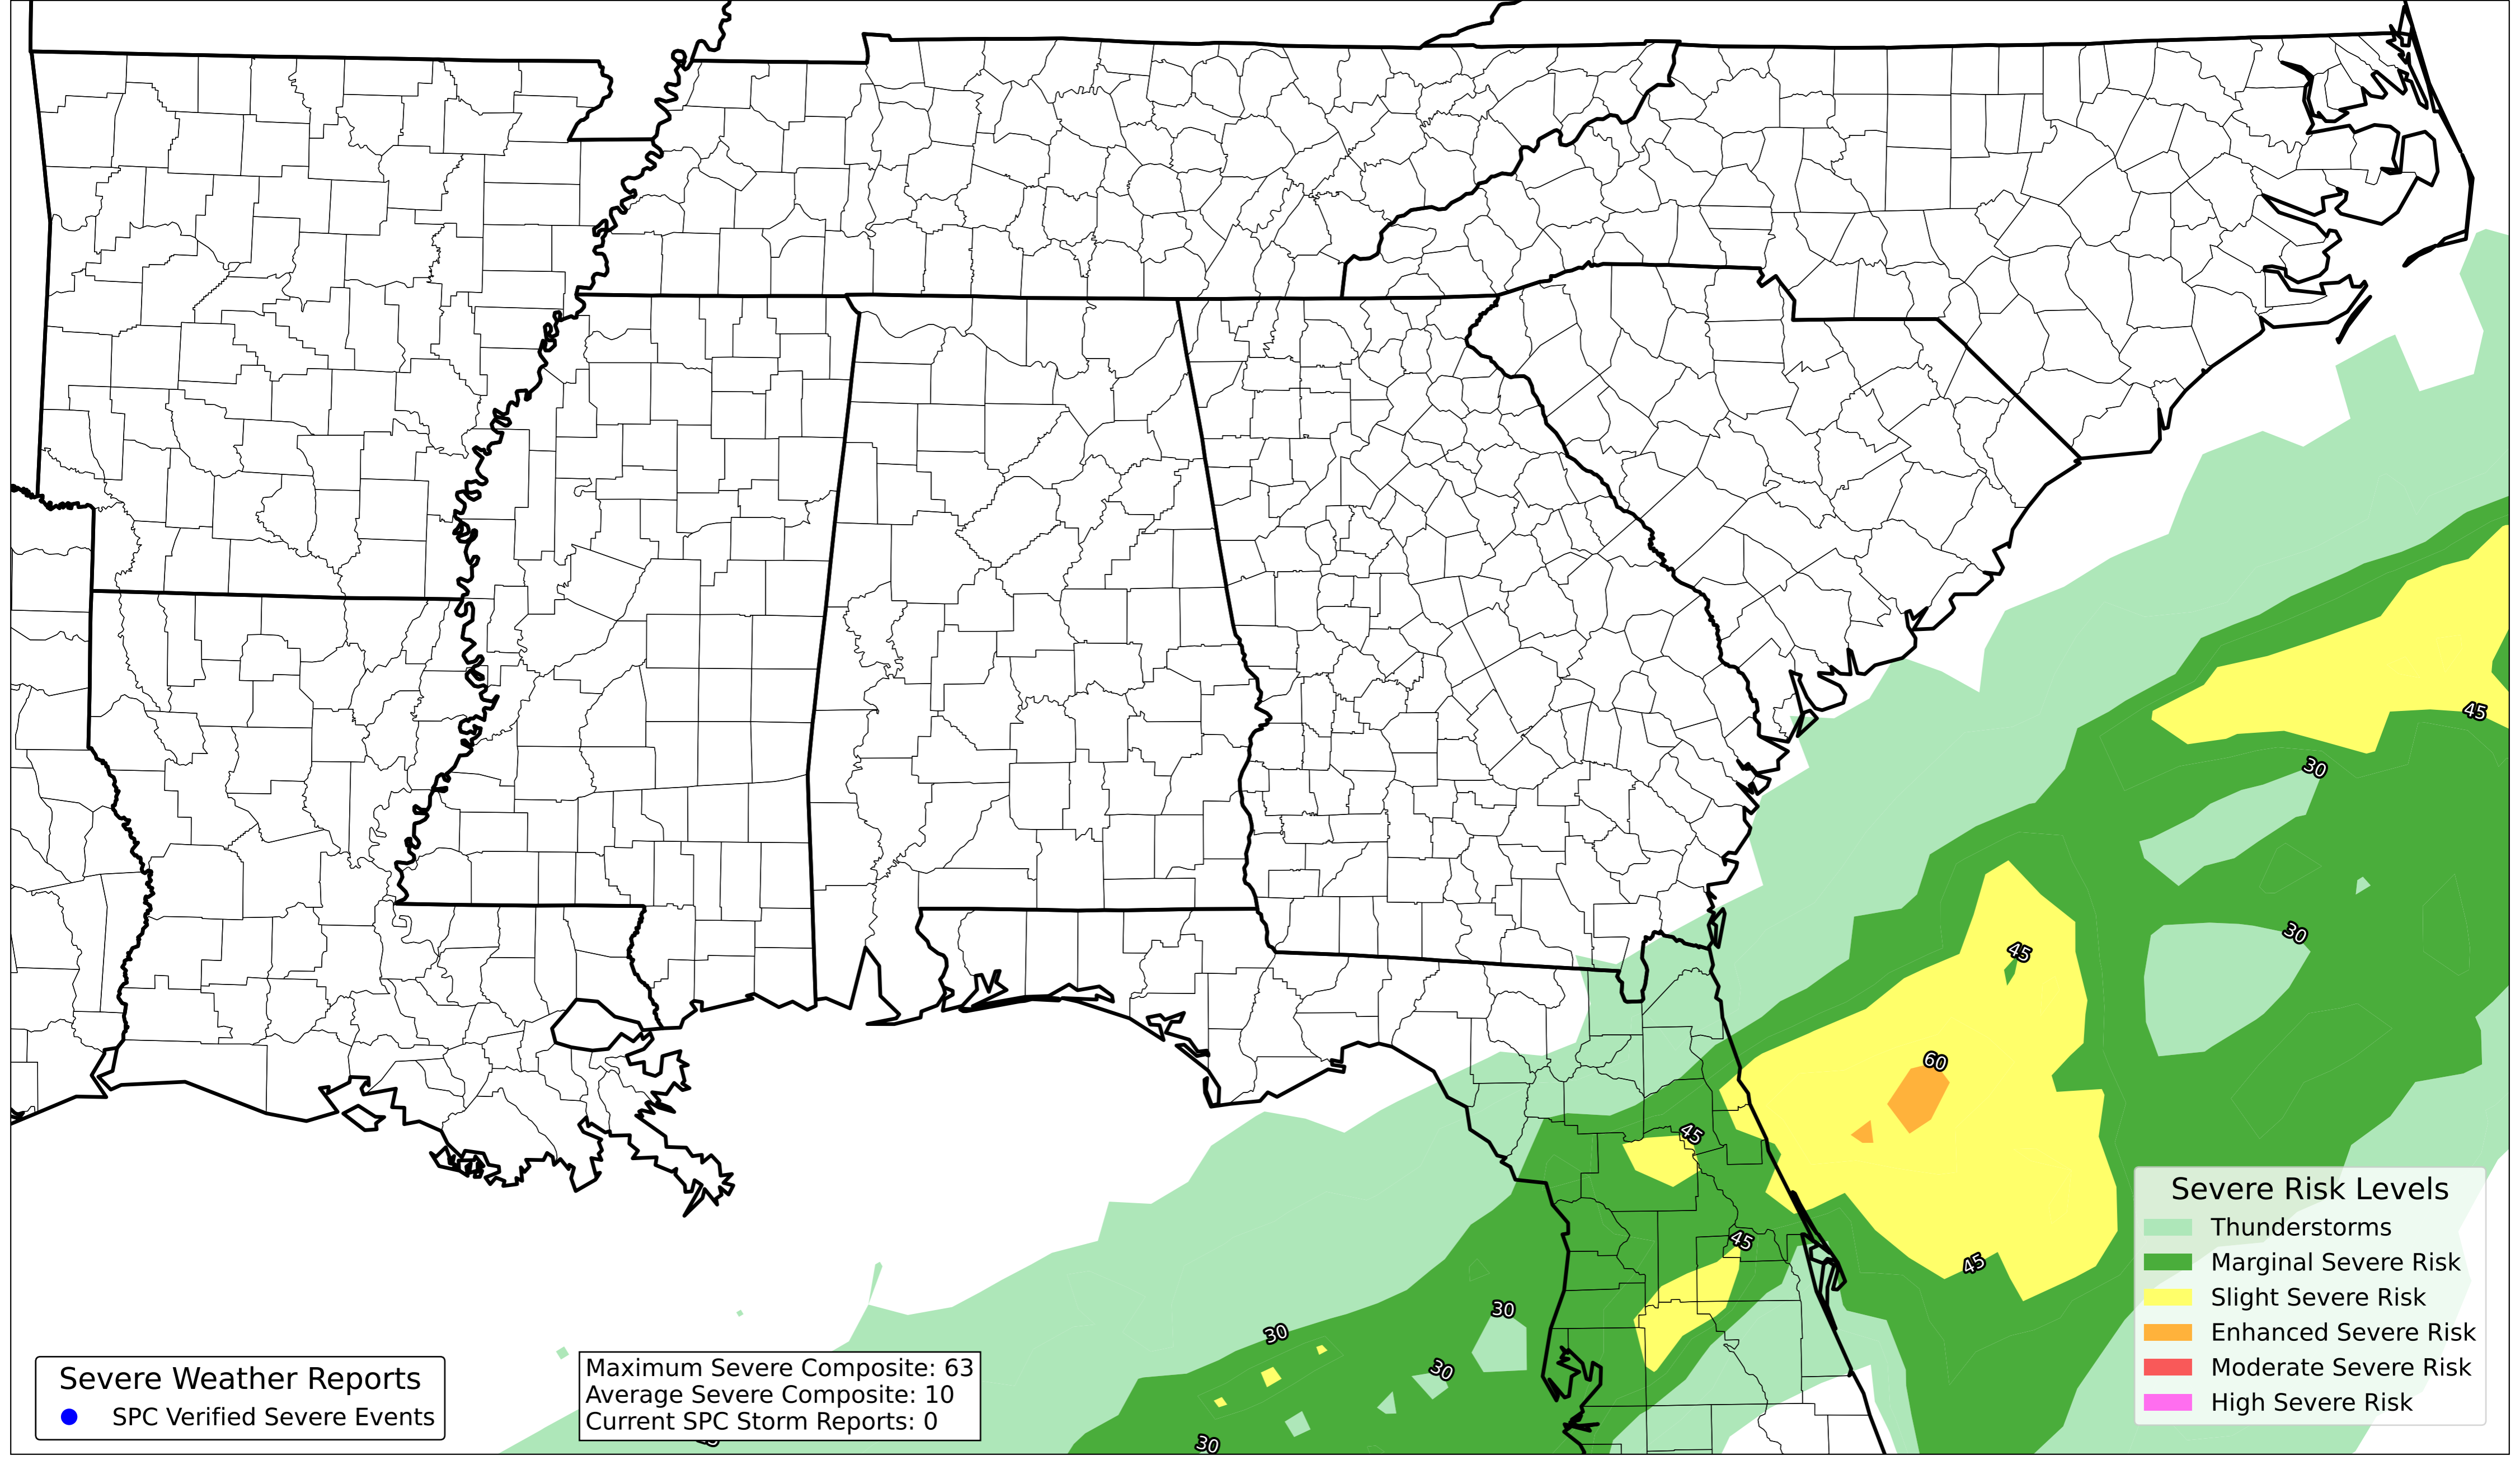 45
30
30
45
60
45
45
45
30
30
30
30
Severe Risk Levels
Thunderstorms
Marginal Severe Risk
Slight Severe Risk
Enhanced Severe Risk
Moderate Severe Risk
High Severe Risk
Severe Weather Reports
SPC Verified Severe Events
Maximum Severe Composite: 63
Average Severe Composite: 10
Current SPC Storm Reports: 0